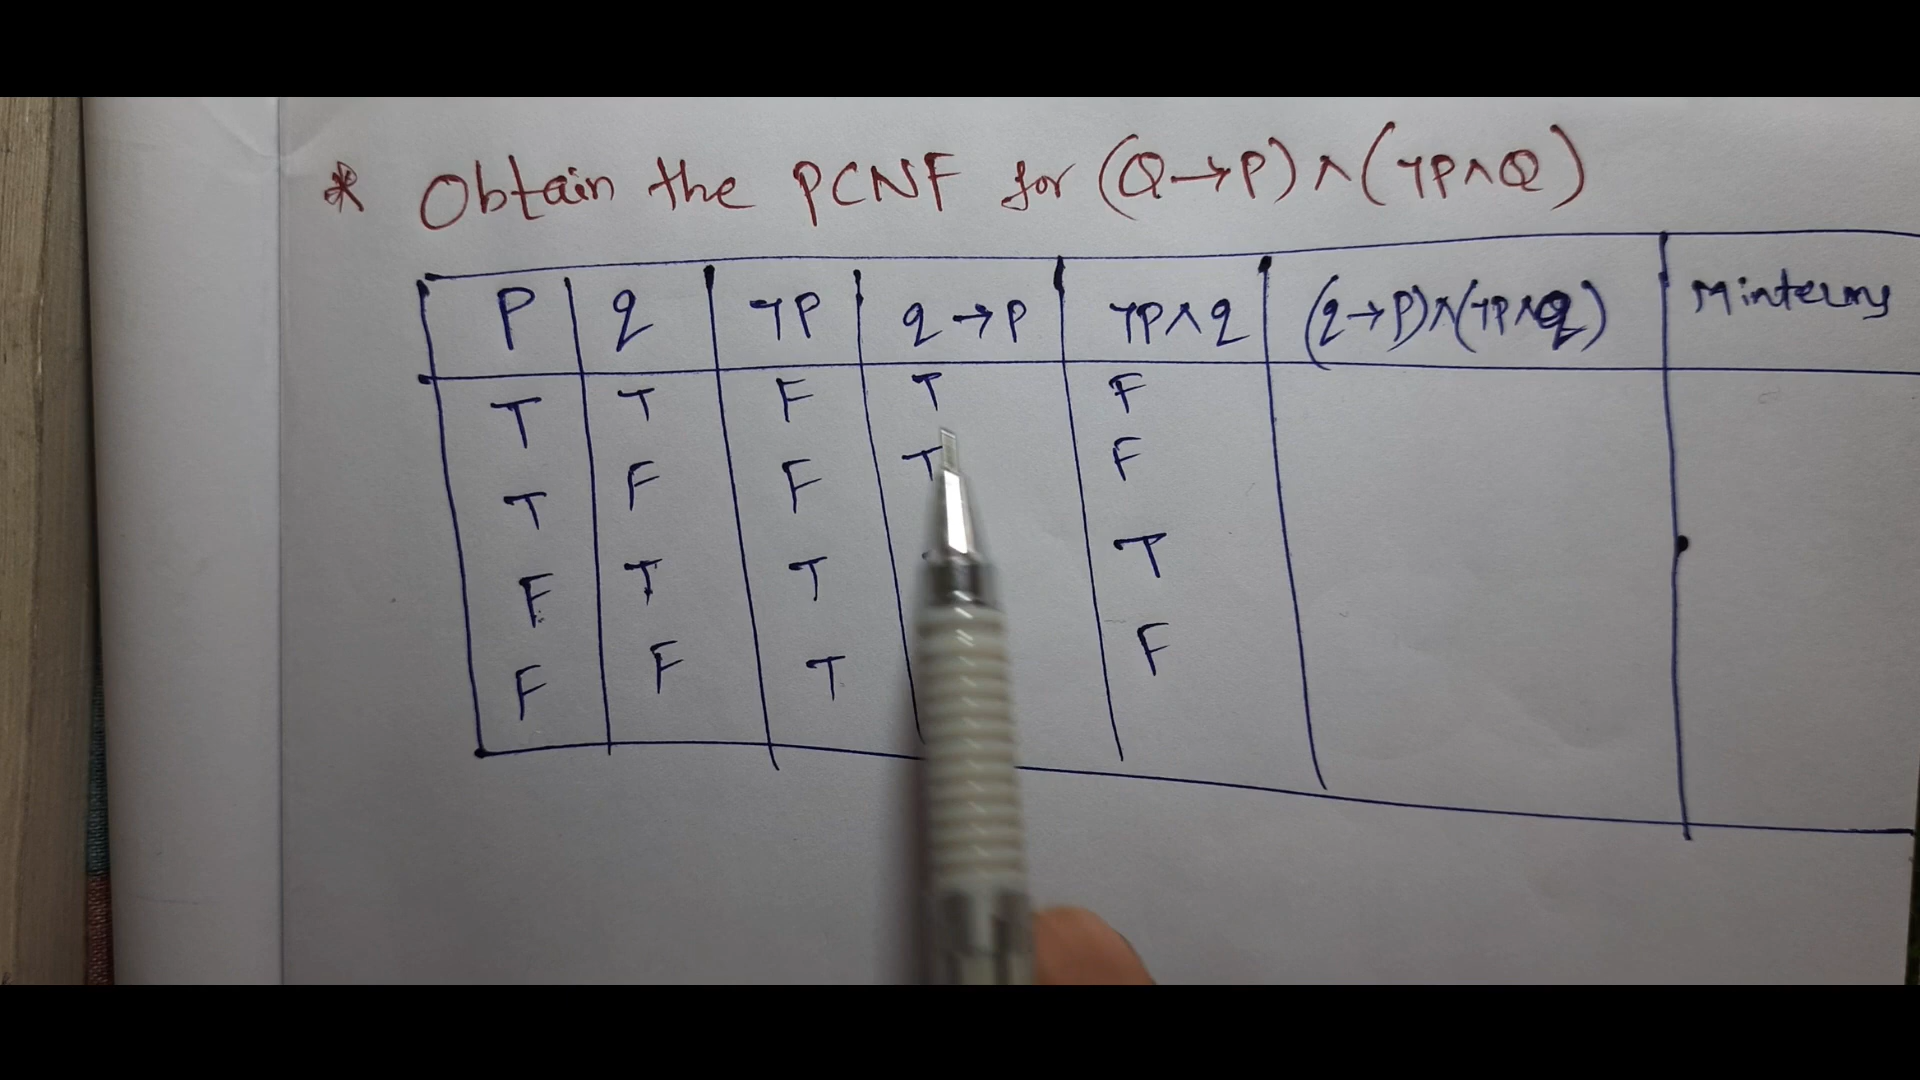 * Obtain the PCNF for (Q→P)∧(¬P∧Q)
P q ¬P q→P ¬P∧q (q→P)∧(¬P∧q) Minterms
T T F T F
T F F T F
F T T T
F F T F